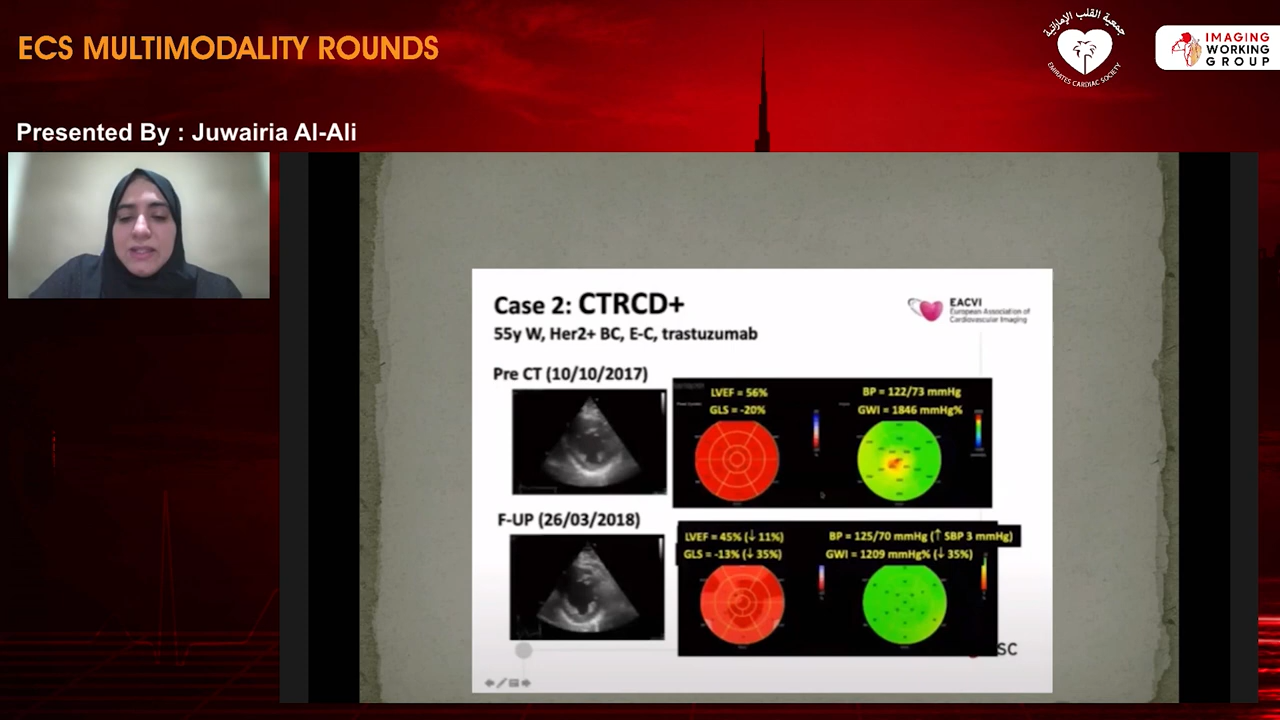 ECS MULTIMODALITY ROUNDS
جمعية القلب الإماراتية
EMIRATES CARDIAC SOCIETY
IMAGING
WORKING
GROUP
Presented By : Juwairia Al-Ali
Case 2: CTRCD+
EACVI
European Association of
Cardiovascular Imaging
55y W, Her2+ BC, E-C, trastuzumab
Pre CT (10/10/2017)
LVEF = 56%
GLS = -20%
BP = 122/73 mmHg
GWI = 1846 mmHg%
F-UP (26/03/2018)
LVEF = 45% (↓ 11%)
GLS = -13% (↓ 35%)
BP = 125/70 mmHg (↑ SBP 3 mmHg)
GWI = 1209 mmHg% (↓ 35%)
SC